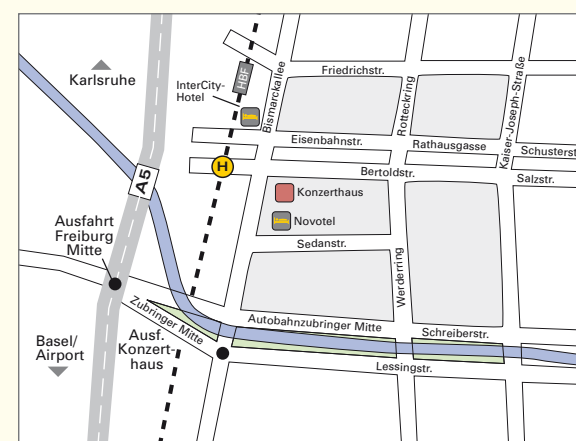 Karlsruhe
HBF
InterCity-
Hotel
Bismarckallee
Friedrichstr.
Rotteckring
Kaiser-Joseph-Straße
Eisenbahnstr.
Rathausgasse
Schusterst
H
Bertoldstr.
Salzstr.
A5
Konzerthaus
Novotel
Ausfahrt
Freiburg
Mitte
Sedanstr.
Werderring
Zubringer Mitte
Autobahnzubringer Mitte
Schreiberstr.
Basel/
Airport
Ausf.
Konzert-
haus
Lessingstr.